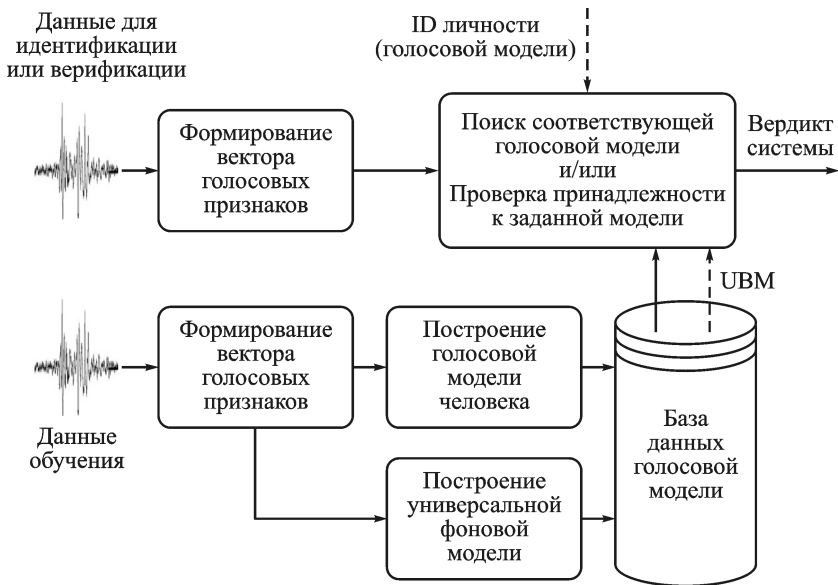 Данные для
идентификации
или верификации
ID личности
(голосовой модели)
Формирование
вектора
голосовых
признаков
Поиск соответствующей
голосовой модели
и/или
Проверка принадлежности
к заданной модели
Вердикт
системы
UBM
Формирование
вектора
голосовых
признаков
Построение
голосовой
модели
человека
Данные
обучения
Построение
универсальной
фоновой
модели
База
данных
голосовой
модели